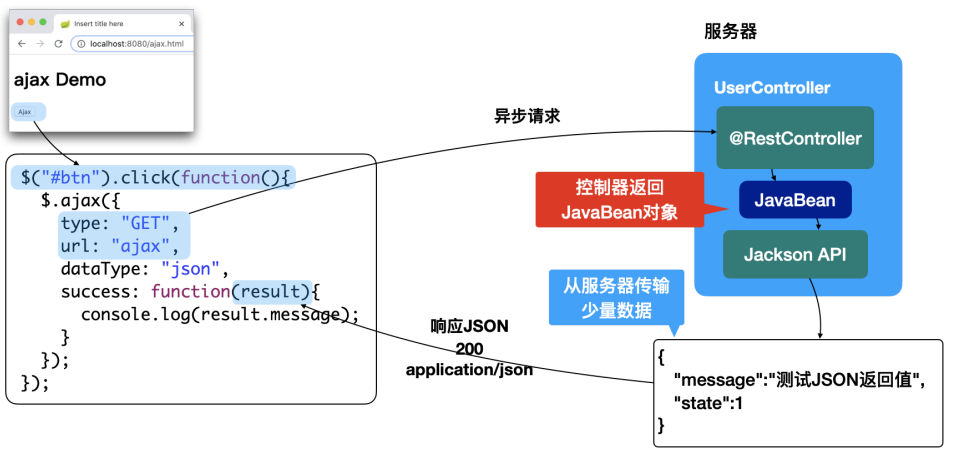 Insert title here
localhost:8080/ajax.html
ajax Demo
Ajax
$("#btn").click(function(){
$.ajax({
type: "GET",
url: "ajax",
dataType: "json",
success: function(result){
console.log(result.message);
}
});
});
异步请求
服务器
UserController
@RestController
控制器返回
JavaBean对象
JavaBean
Jackson API
从服务器传输
少量数据
响应JSON
200
application/json
{
"message":"测试JSON返回值",
"state":1
}